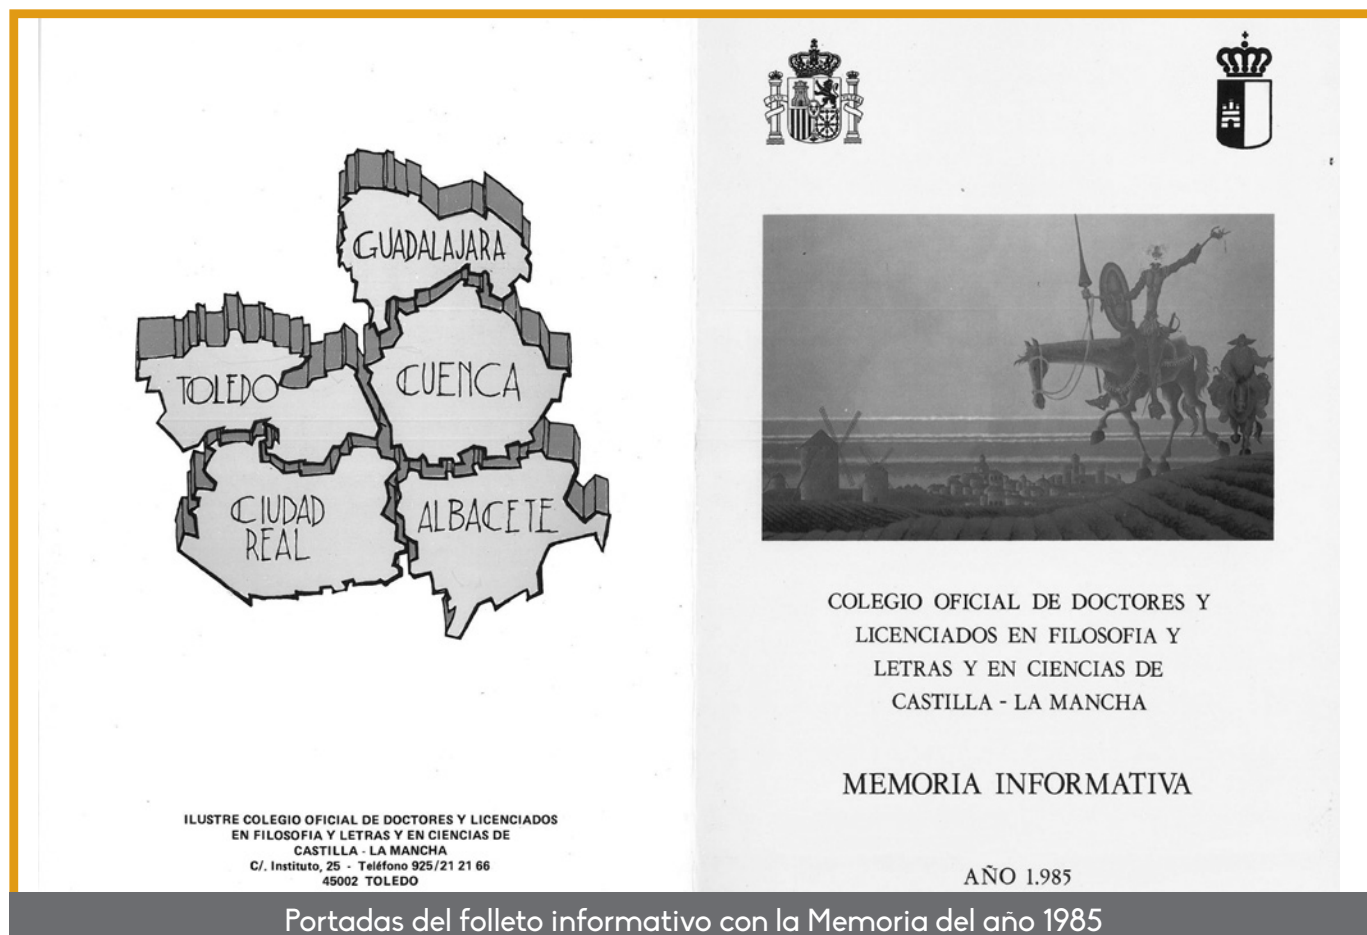 GUADALAJARA
TOLEDO
CUENCA
CIUDAD
REAL
ALBACETE
ILUSTRE COLEGIO OFICIAL DE DOCTORES Y LICENCIADOS
EN FILOSOFIA Y LETRAS Y EN CIENCIAS DE
CASTILLA - LA MANCHA
C/. Instituto, 25 - Teléfono 925/21 21 66
45002 TOLEDO
COLEGIO OFICIAL DE DOCTORES Y
LICENCIADOS EN FILOSOFIA Y
LETRAS Y EN CIENCIAS DE
CASTILLA - LA MANCHA
MEMORIA INFORMATIVA
AÑO 1.985
Portadas del folleto informativo con la Memoria del año 1985